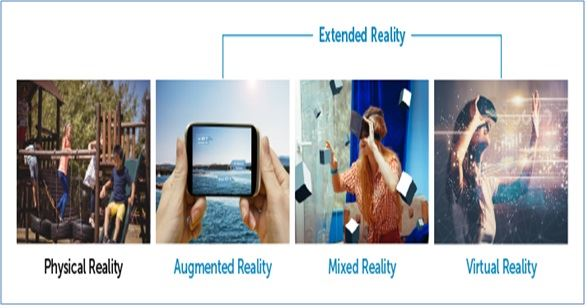 Extended Reality
Physical Reality
Augmented Reality
Mixed Reality
Virtual Reality